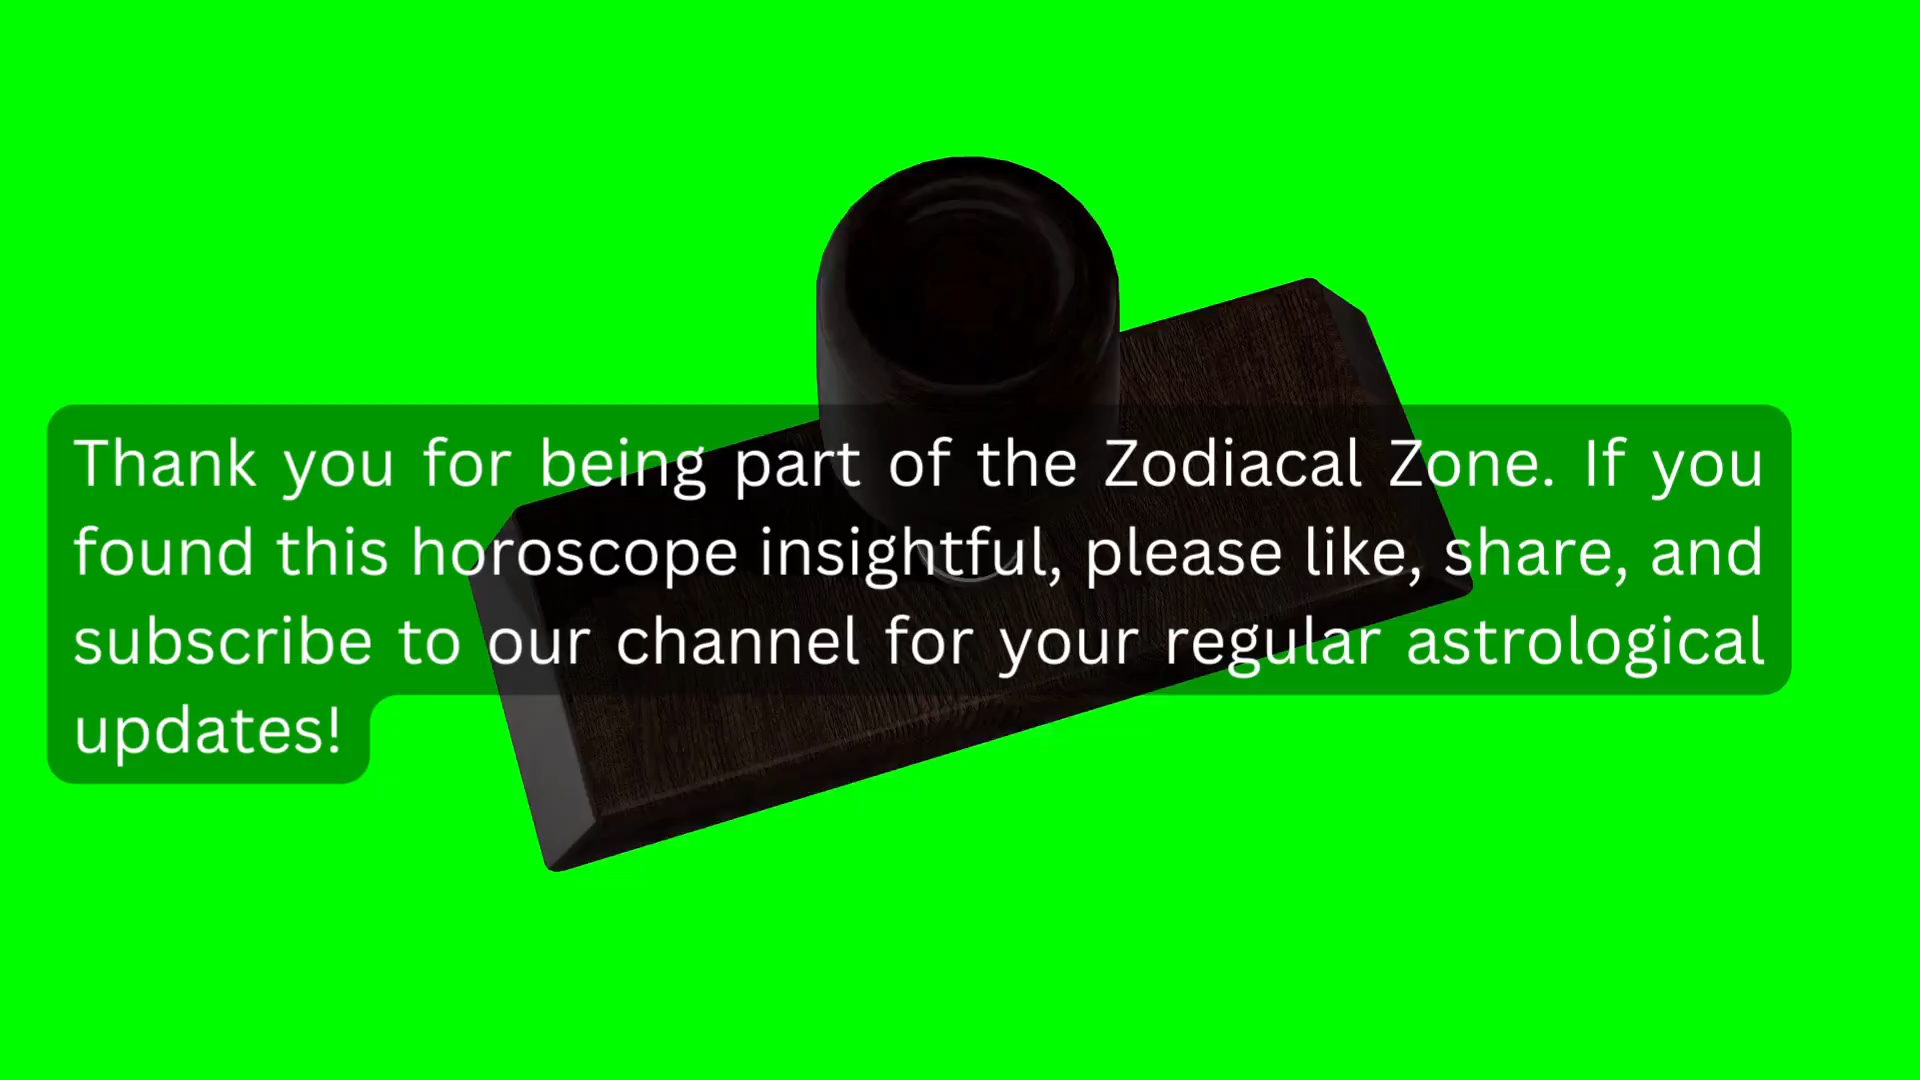 Thank you for being part of the Zodiacal Zone. If you
found this horoscope insightful, please like, share, and
subscribe to our channel for your regular astrological
updates!